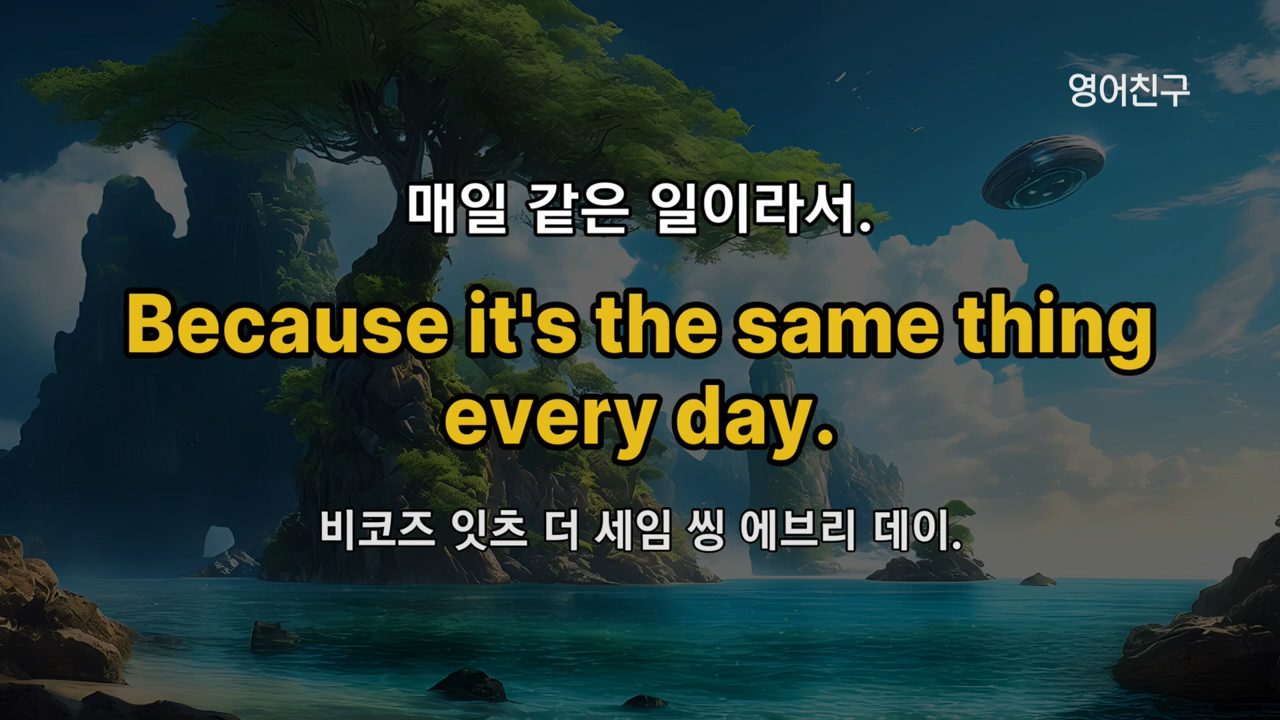 영어친구
매일 같은 일이라서.
Because it's the same thing
every day.
비코즈 잇츠 더 세임 씽 에브리 데이.